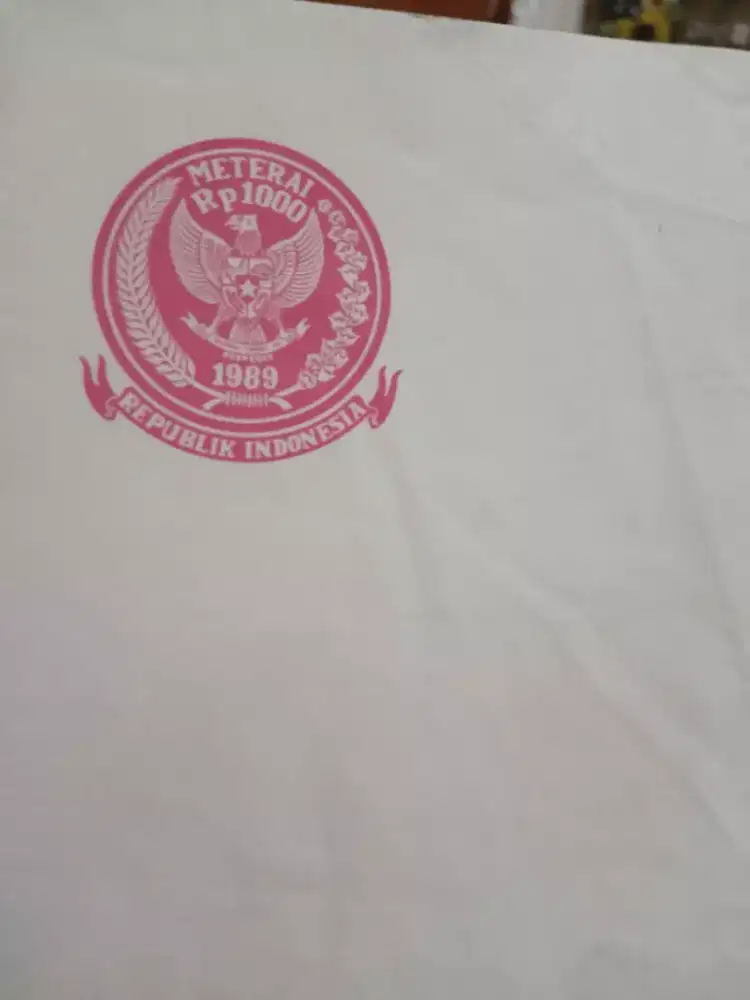 METERAI
Rp1000
1989
REPUBLIK INDONESIA